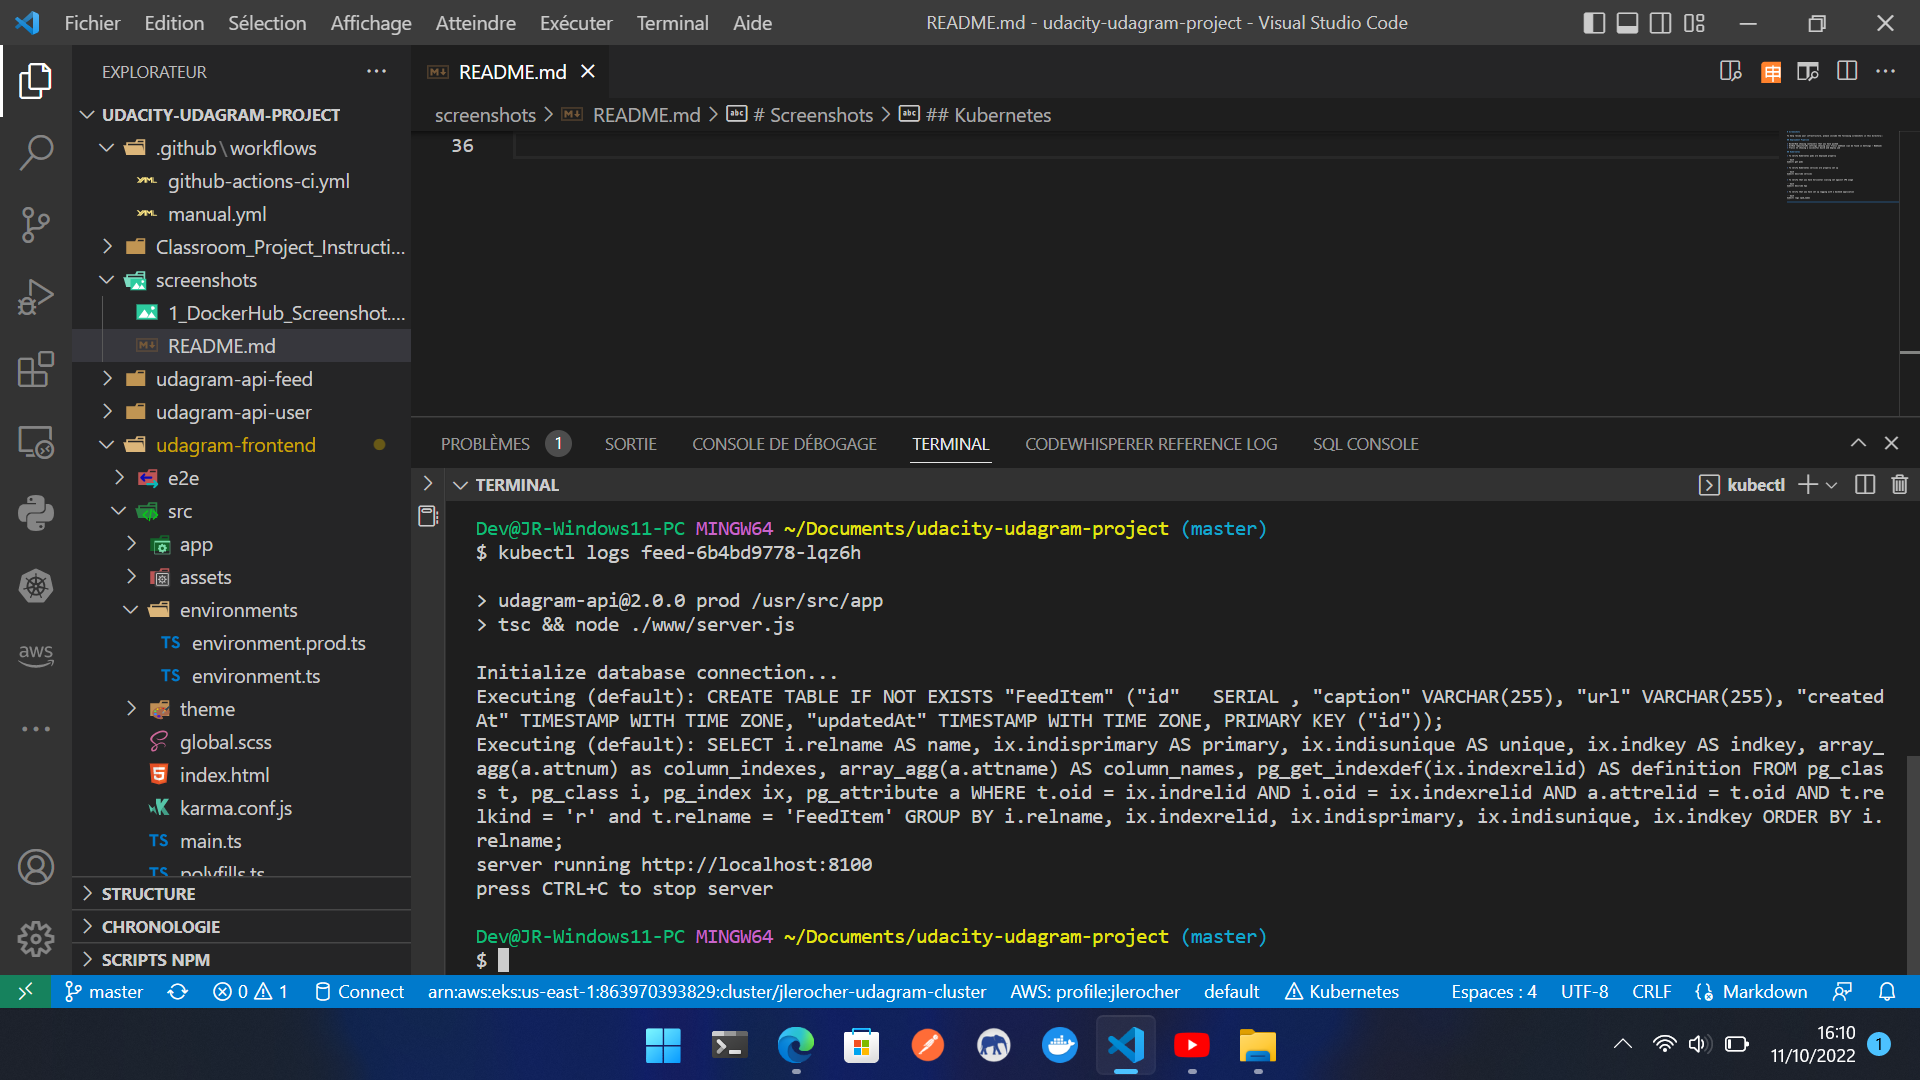 Fichier Edition Sélection Affichage Atteindre Exécuter Terminal Aide
README.md - udacity-udagram-project - Visual Studio Code
EXPLORATEUR
UDACITY-UDAGRAM-PROJECT
.github\workflows
github-actions-ci.yml
manual.yml
Classroom_Project_Instructi...
screenshots
1_DockerHub_Screenshot....
README.md
udagram-api-feed
udagram-api-user
udagram-frontend
e2e
src
app
assets
environments
TS environment.prod.ts
TS environment.ts
theme
global.scss
index.html
karma.conf.js
TS main.ts
TS polyfills.ts
STRUCTURE
CHRONOLOGIE
SCRIPTS NPM
aws
README.md
screenshots > README.md > # Screenshots > ## Kubernetes
36
PROBLÈMES 1 SORTIE CONSOLE DE DÉBOGAGE TERMINAL CODEWHISPERER REFERENCE LOG SQL CONSOLE
TERMINAL
kubectl
Dev@JR-Windows11-PC MINGW64 ~/Documents/udacity-udagram-project (master)
$ kubectl logs feed-6b4bd9778-lqz6h
> udagram-api@2.0.0 prod /usr/src/app
> tsc && node ./www/server.js
Initialize database connection...
Executing (default): CREATE TABLE IF NOT EXISTS "FeedItem" ("id"   SERIAL , "caption" VARCHAR(255), "url" VARCHAR(255), "created
At" TIMESTAMP WITH TIME ZONE, "updatedAt" TIMESTAMP WITH TIME ZONE, PRIMARY KEY ("id"));
Executing (default): SELECT i.relname AS name, ix.indisprimary AS primary, ix.indisunique AS unique, ix.indkey AS indkey, array_
agg(a.attnum) as column_indexes, array_agg(a.attname) AS column_names, pg_get_indexdef(ix.indexrelid) AS definition FROM pg_clas
s t, pg_class i, pg_index ix, pg_attribute a WHERE t.oid = ix.indrelid AND i.oid = ix.indexrelid AND a.attrelid = t.oid AND t.re
lkind = 'r' and t.relname = 'FeedItem' GROUP BY i.relname, ix.indexrelid, ix.indisprimary, ix.indisunique, ix.indkey ORDER BY i.
relname;
server running http://localhost:8100
press CTRL+C to stop server
Dev@JR-Windows11-PC MINGW64 ~/Documents/udacity-udagram-project (master)
$
master 0 1 Connect arn:aws:eks:us-east-1:863970393829:cluster/jlerocher-udagram-cluster AWS: profile:jlerocher default Kubernetes Espaces : 4 UTF-8 CRLF Markdown
16:10
11/10/2022 1